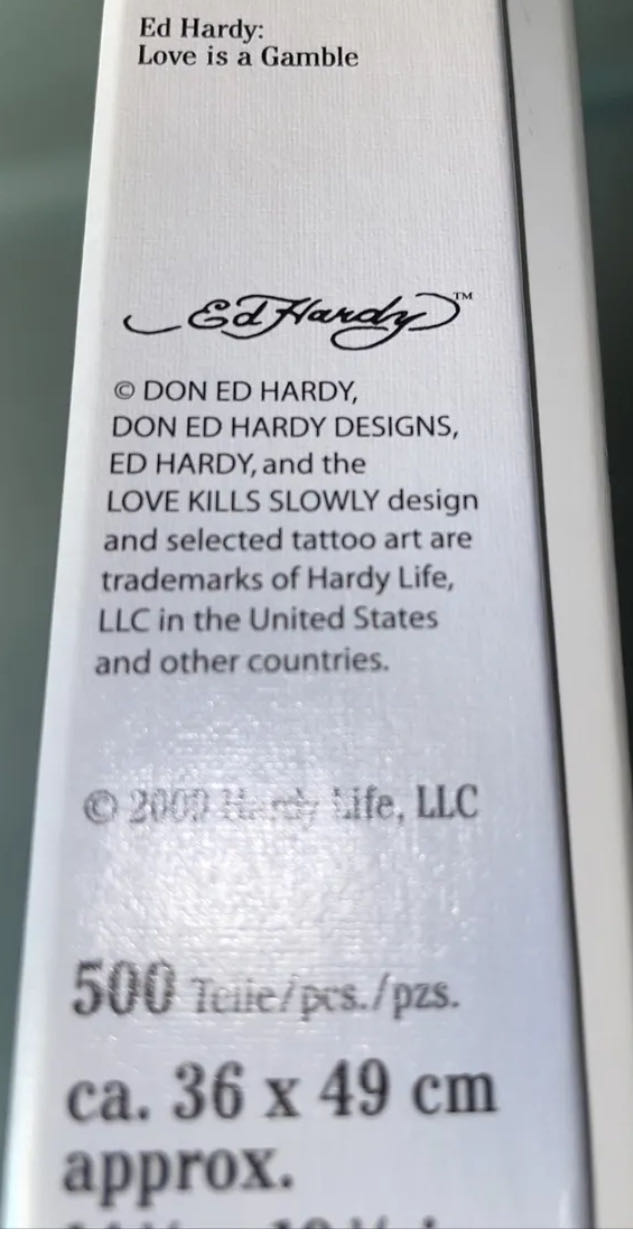 Ed Hardy:
Love is a Gamble
Ed Hardy™
© DON ED HARDY,
DON ED HARDY DESIGNS,
ED HARDY, and the
LOVE KILLS SLOWLY design
and selected tattoo art are
trademarks of Hardy Life,
LLC in the United States
and other countries.
© 2009 Hardy Life, LLC
500 Teile/pcs./pzs.
ca. 36 x 49 cm
approx.